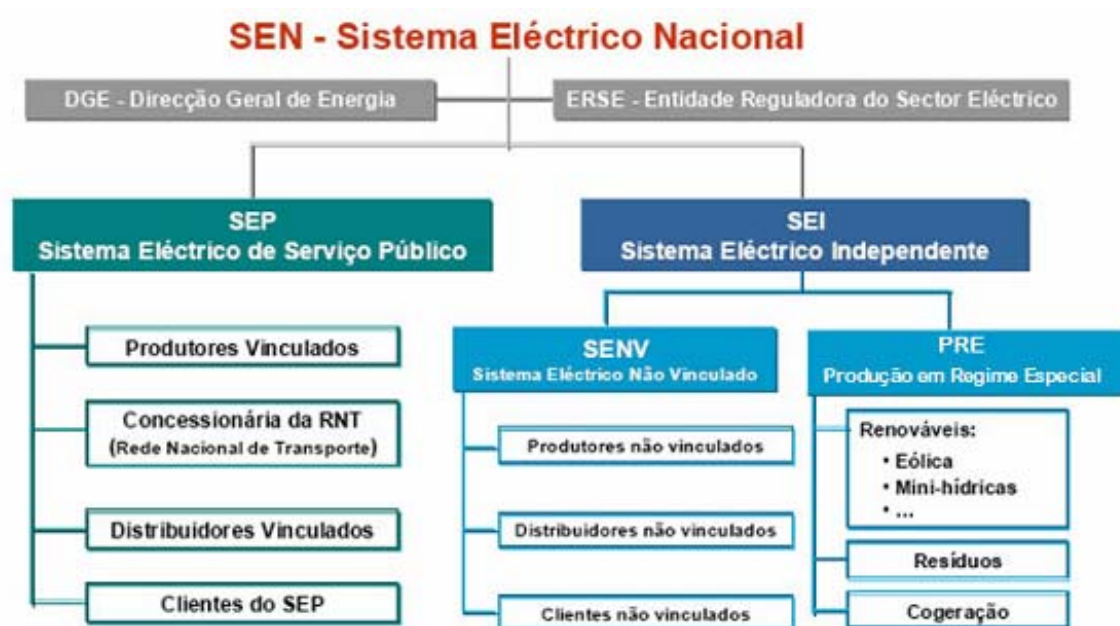 SEN - Sistema Eléctrico Nacional
DGE - Direcção Geral de Energia
ERSE - Entidade Reguladora do Sector Eléctrico
SEP
Sistema Eléctrico de Serviço Público
SEI
Sistema Eléctrico Independente
Produtores Vinculados
Concessionária da RNT
(Rede Nacional de Transporte)
Distribuidores Vinculados
Clientes do SEP
SENV
Sistema Eléctrico Não Vinculado
Produtores não vinculados
Distribuidores não vinculados
Clientes não vinculados
PRE
Produção em Regime Especial
Renováveis:
• Eólica
• Mini-hídricas
• ...
Resíduos
Cogeração